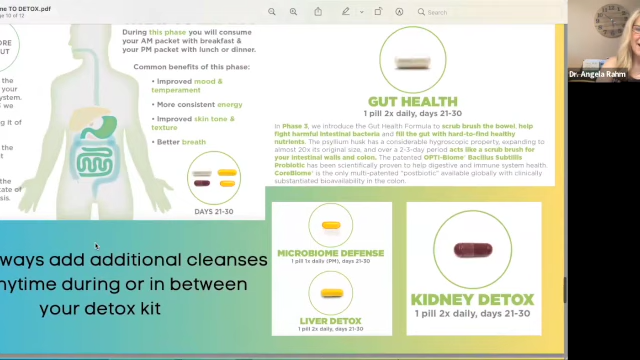 me TO DETOX.pdf
Page 10 of 12
Search
During this phase you will consume
your AM packet with breakfast &
your PM packet with lunch or dinner.
Common benefits of this phase:
• Improved mood &
temperament
• More consistent energy
• Improved skin tone &
texture
• Better breath
DAYS 21-30
GUT HEALTH
1 pill 2x daily, days 21-30
In Phase 3, we introduce the Gut Health Formula to scrub brush the bowel, help
fight harmful intestinal bacteria and fill the gut with hard-to-find healthy
nutrients. The psyllium husk has a considerable hygroscopic property, expanding to
almost 20x its original size, and over a 2-3-day period acts like a scrub brush for
your intestinal walls and colon. The patented OPTI-Biome® Bacillus Subtilis
Probiotic has been scientifically proven to help digestive and immune system health.
CoreBiome® is the only multi-patented "postbiotic" available globally with clinically
substantiated bioavailability in the colon.
MICROBIOME DEFENSE
1 pill 1x daily (PM), days 21-30
LIVER DETOX
1 pill 2x daily, days 21-30
KIDNEY DETOX
1 pill 2x daily, days 21-30
ways add additional cleanses
nytime during or in between
your detox kit
Dr. Angela Rahm